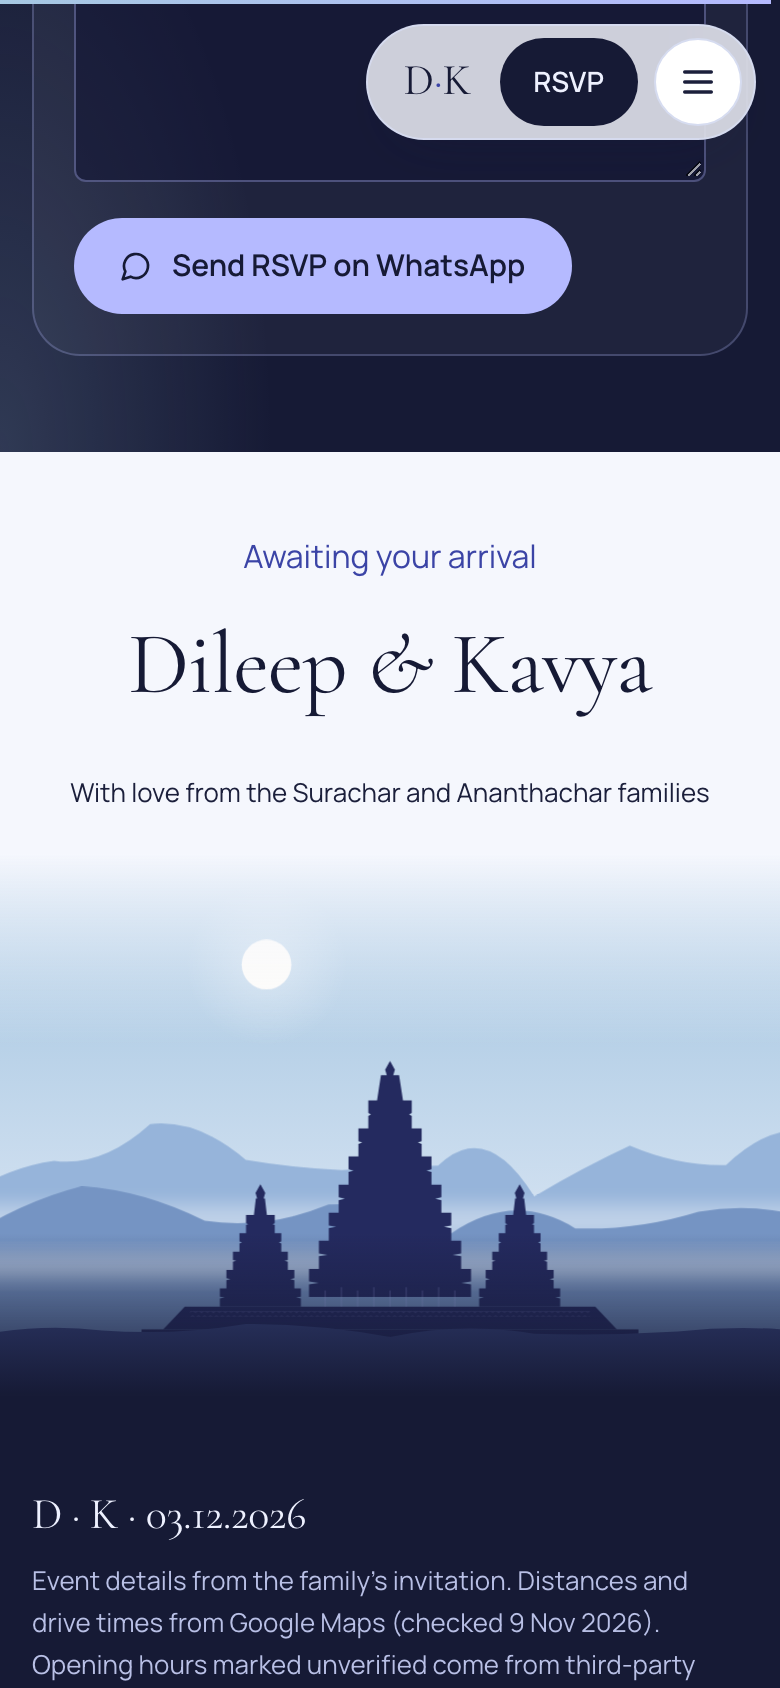 D·K
RSVP
Send RSVP on WhatsApp
Awaiting your arrival
Dileep & Kavya
With love from the Surachar and Ananthachar families
D · K · 03.12.2026
Event details from the family’s invitation. Distances and
drive times from Google Maps (checked 9 Nov 2026).
Opening hours marked unverified come from third-party